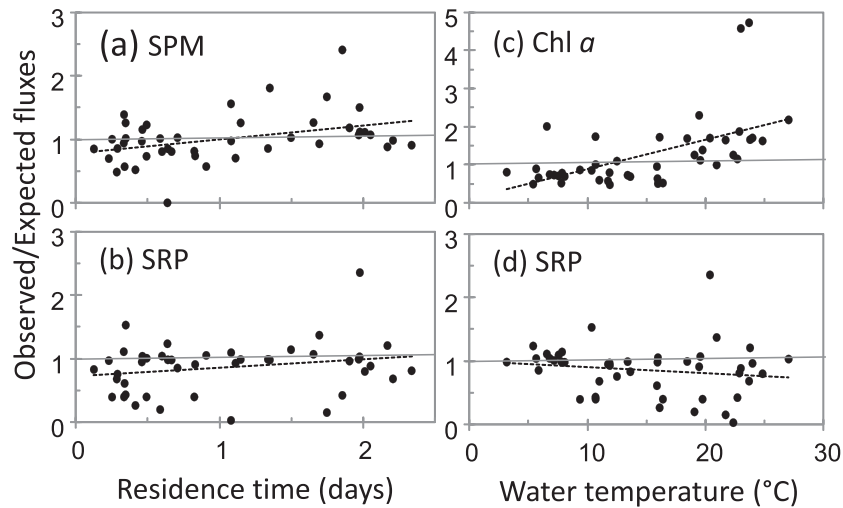 Observed/Expected fluxes
3
2
1
0
(a) SPM
5
4
3
2
1
0
(c) Chl a
3
2
1
0
(b) SRP
0 1 2
Residence time (days)
3
2
1
0
(d) SRP
0 10 20 30
Water temperature (°C)